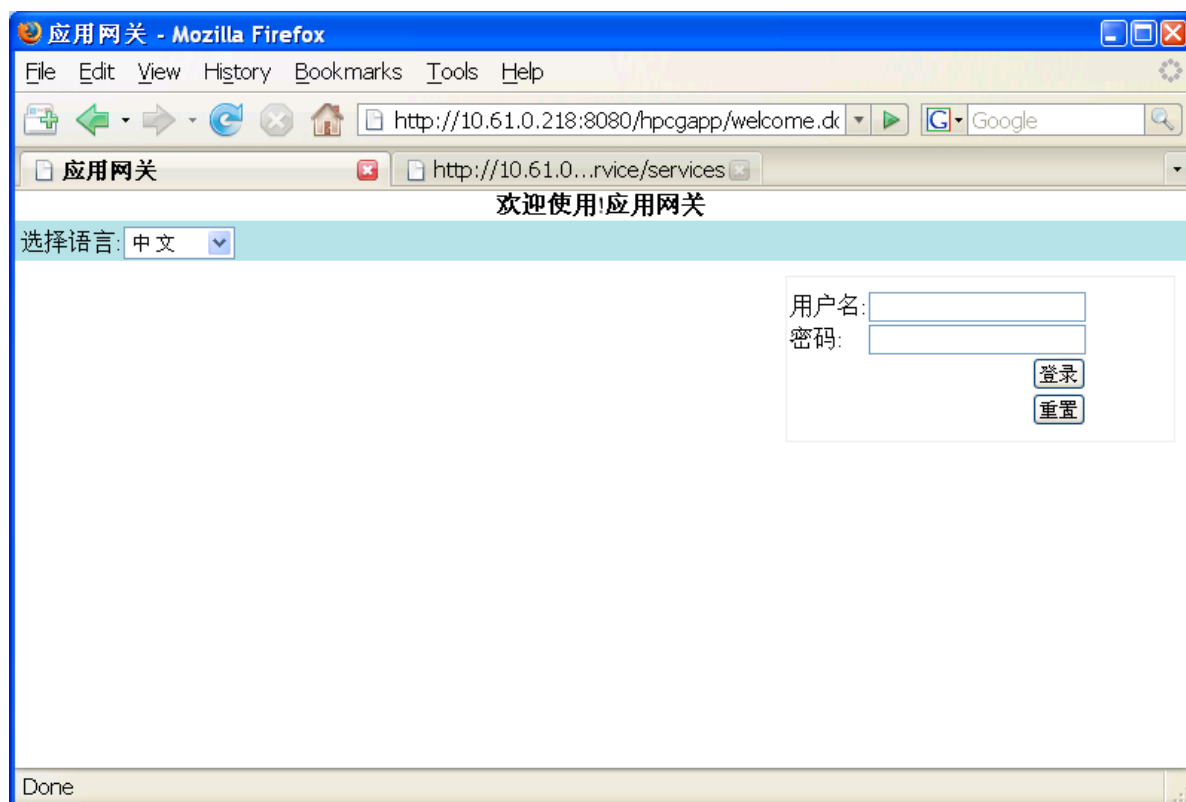 应用网关 - Mozilla Firefox
File Edit View History Bookmarks Tools Help
http://10.61.0.218:8080/hpcgapp/welcome.dc G Google
应用网关 http://10.61.0...rvice/services
欢迎使用!应用网关
选择语言: 中文
用户名:
密码:
登录
重置
Done